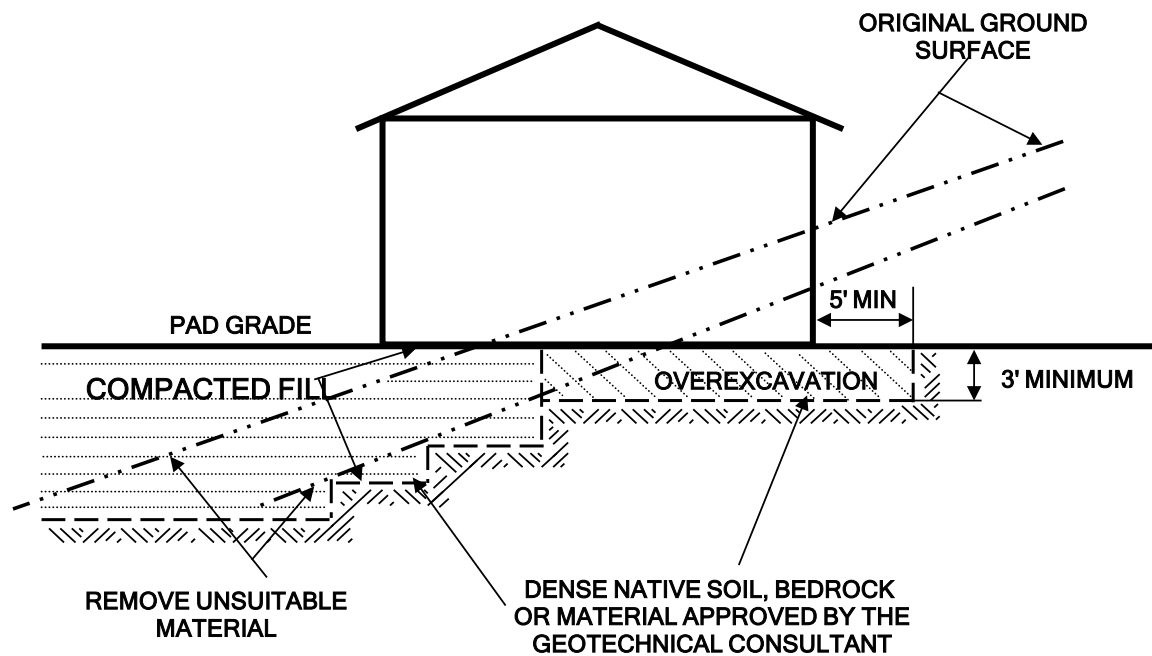 ORIGINAL GROUND
SURFACE
5' MIN
PAD GRADE
COMPACTED FILL
OVEREXCAVATION
3' MINIMUM
REMOVE UNSUITABLE
MATERIAL
DENSE NATIVE SOIL, BEDROCK
OR MATERIAL APPROVED BY THE
GEOTECHNICAL CONSULTANT